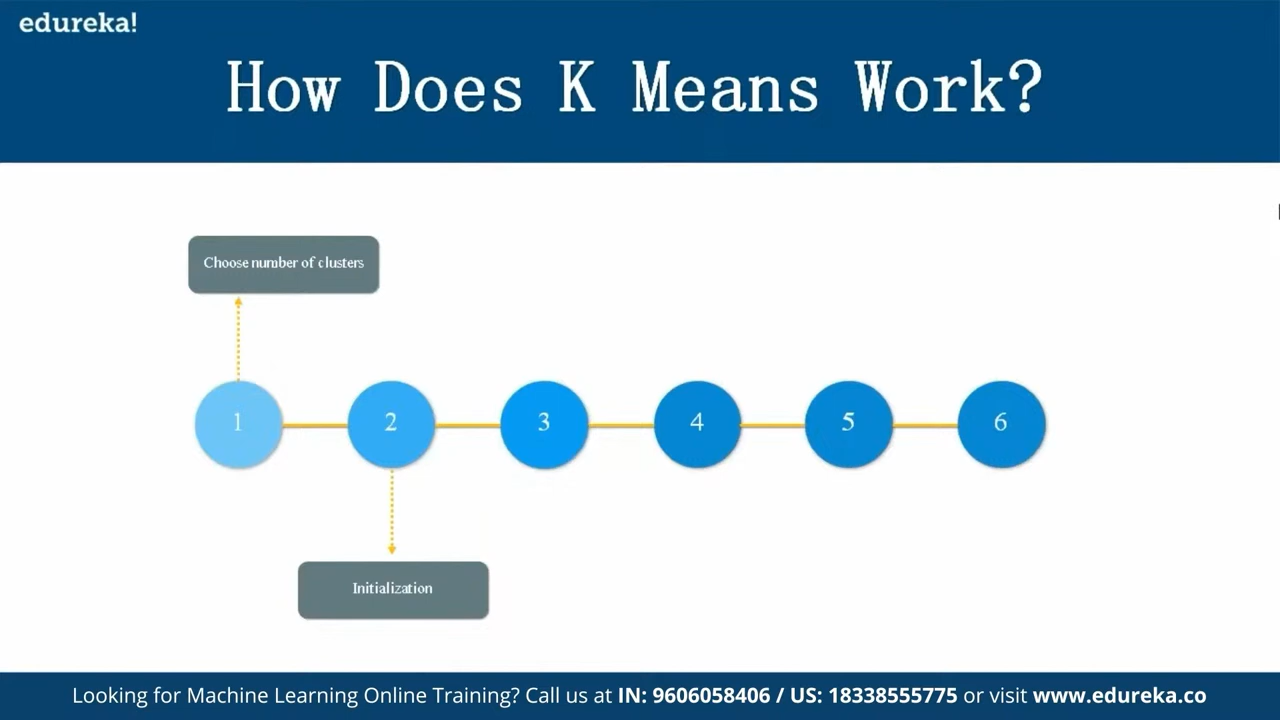 edureka!
How Does K Means Work?
Choose number of clusters
1 2 3 4 5 6
Initialization
Looking for Machine Learning Online Training? Call us at IN: 9606058406 / US: 18338555775 or visit www.edureka.co